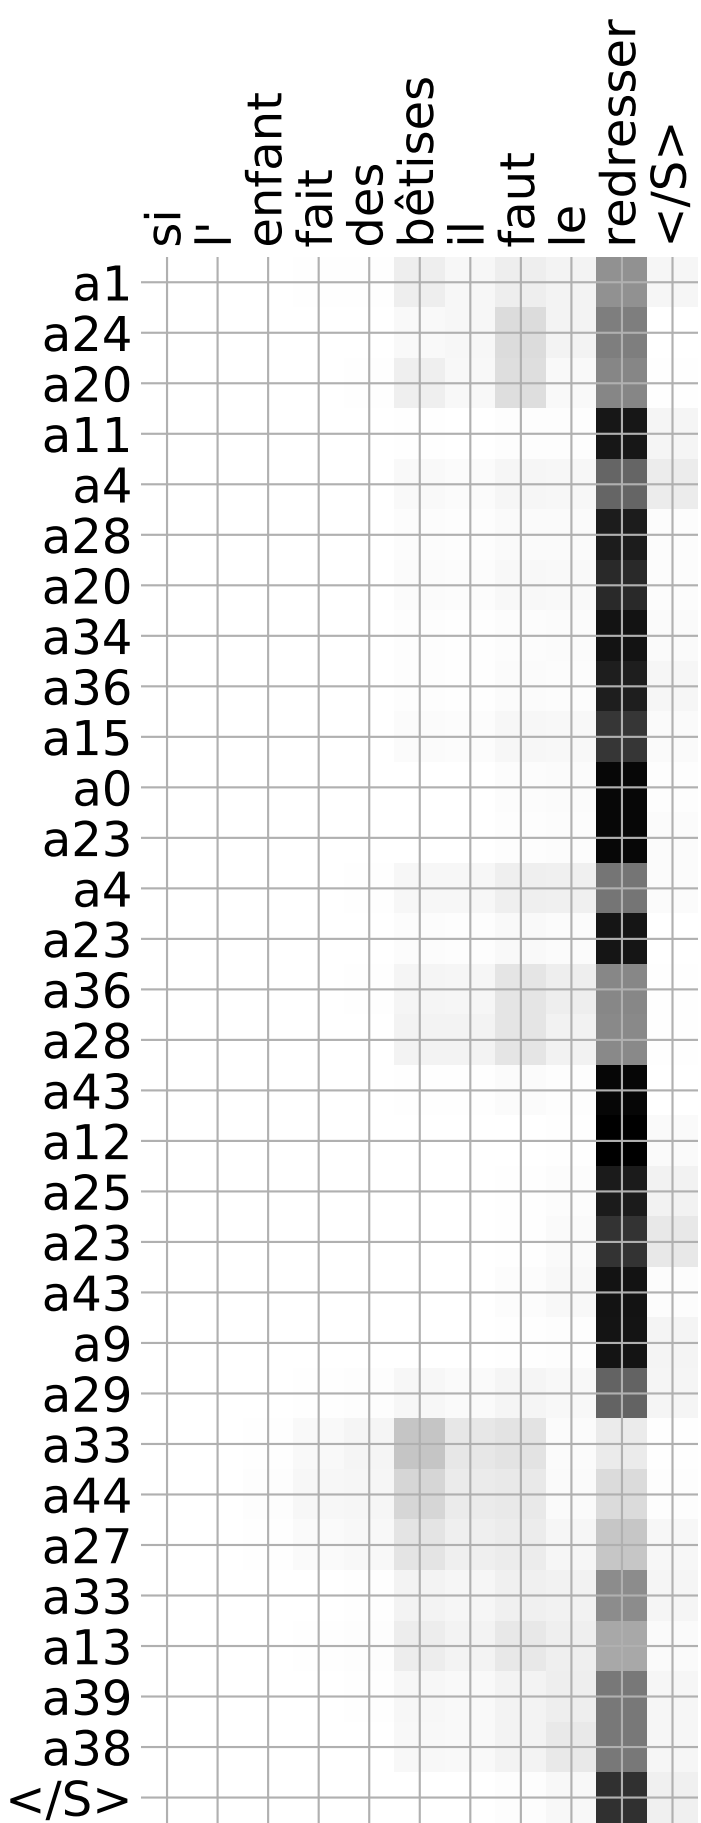 si l' enfant fait des bêtises il faut le redresser </S>
a1
a24
a20
a11
a4
a28
a20
a34
a36
a15
a0
a23
a4
a23
a36
a28
a43
a12
a25
a23
a43
a9
a29
a33
a44
a27
a33
a13
a39
a38
</S>